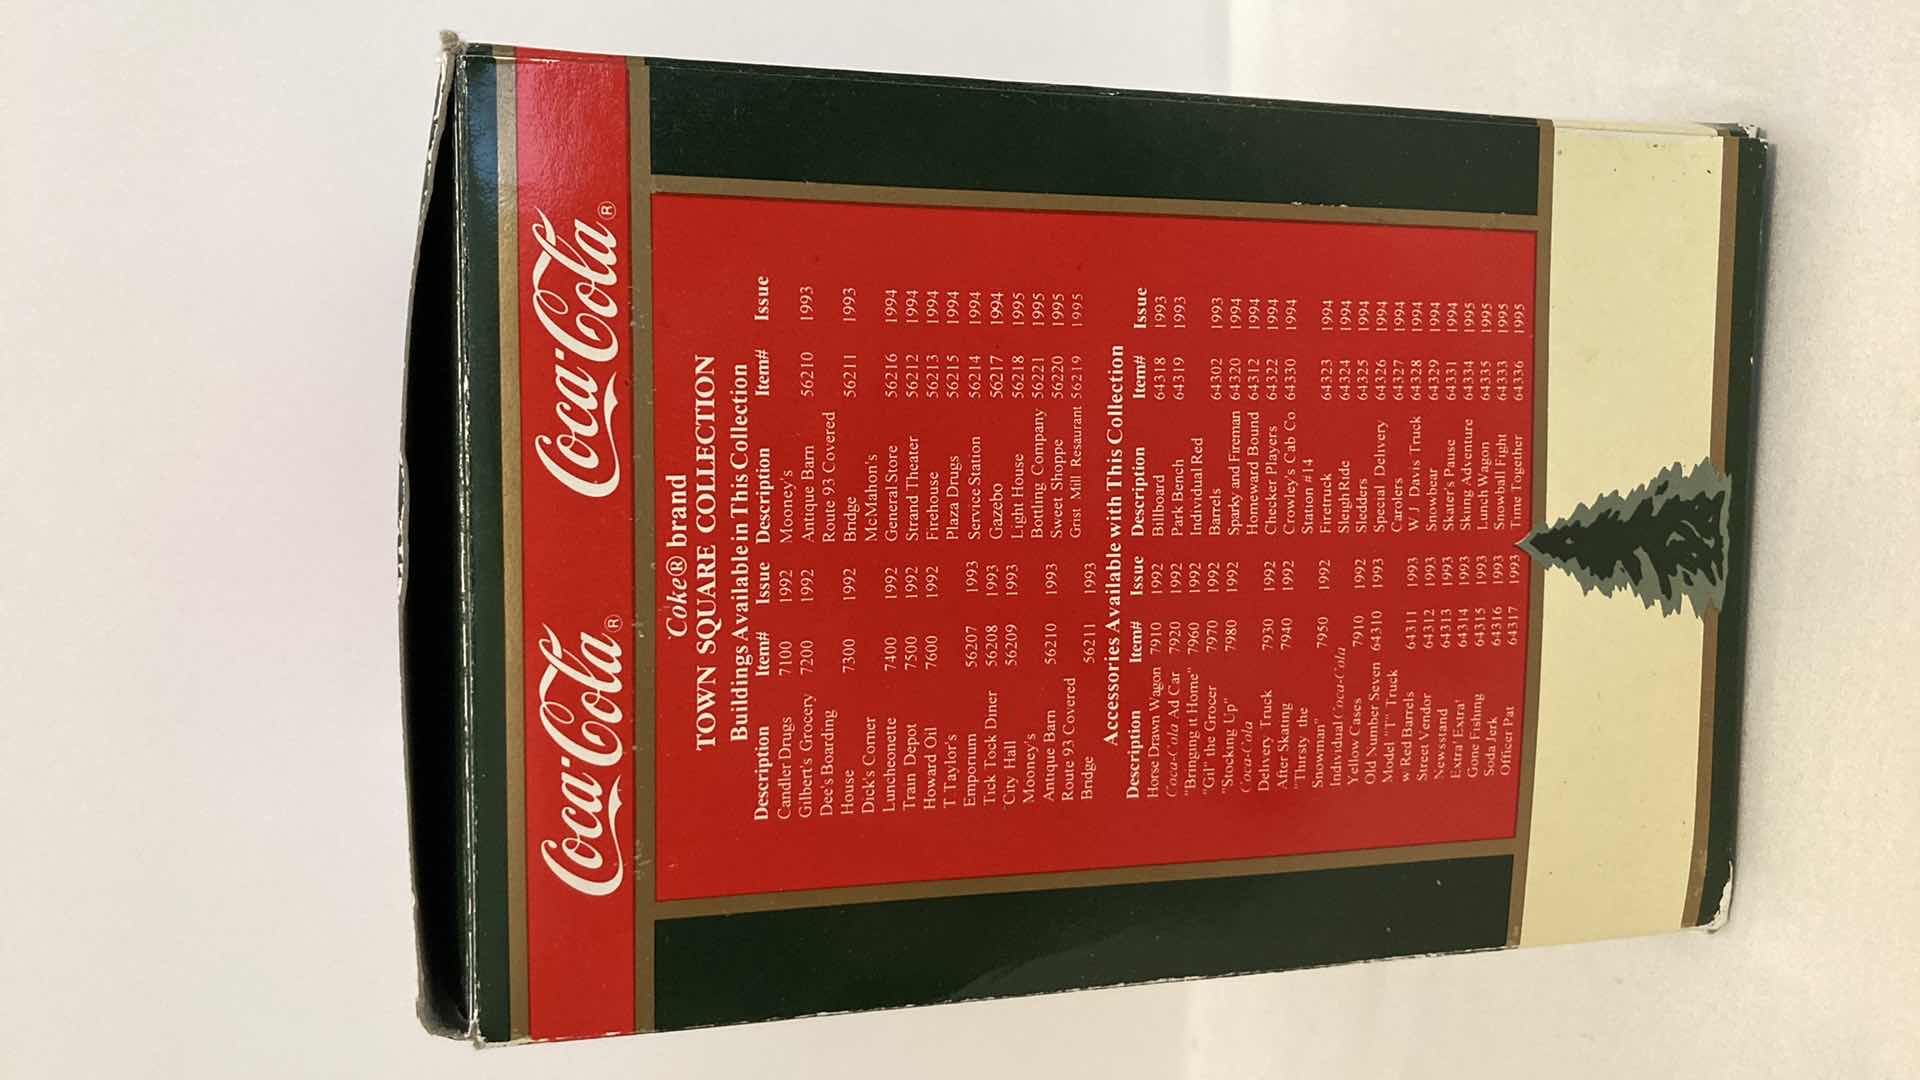 Coca-Cola® Coca-Cola®
Coke® brand
TOWN SQUARE COLLECTION
Buildings Available in This Collection
Description Item# Issue Description Item# Issue
Candler Drugs 7100 1992 Mooney's
Gilbert's Grocery 7200 1992 Antique Barn 56210 1993
Dee's Boarding Route 93 Covered
House 7300 1992 Bridge 56211 1993
Dick's Corner McMahon's
Luncheonette 7400 1992 General Store 56216 1994
Train Depot 7500 1992 Strand Theater 56212 1994
Howard Oil 7600 1992 Firehouse 56213 1994
T Taylor's Plaza Drugs 56215 1994
Emporium 56207 1993 Service Station 56214 1994
Tick Tock Diner 56208 1993 Gazebo 56217 1994
City Hall 56209 1993 Light House 56218 1995
Mooney's Bottling Company 56221 1995
Antique Barn 56210 1993 Sweet Shoppe 56220 1995
Route 93 Covered Grist Mill Restaurant 56219 1995
Bridge 56211 1993
Accessories Available with This Collection
Description Item# Issue Description Item# Issue
Horse Drawn Wagon 7910 1992 Billboard 64318 1993
Coca-Cola Ad Car 7920 1992 Park Bench 64319 1993
"Bringing it Home" 7960 1992 Individual Red
"Gil" the Grocer 7970 1992 Barrels 64302 1993
"Stocking Up" 7980 1992 Sparky and Fireman 64320 1994
Coca-Cola Homeward Bound 64312 1994
Delivery Truck 7930 1992 Checker Players 64322 1994
After Skating 7940 1992 Crowley's Cab Co 64330 1994
"Thirsty the Station #14
Snowman" 7950 1992 Firetruck 64323 1994
Individual Coca-Cola Sleigh Ride 64324 1994
Yellow Cases 7910 1992 Sledders 64325 1994
Old Number Seven 64310 1993 Special Delivery 64326 1994
Model "T" Truck Carolers 64327 1994
w Red Barrels 64311 1993 W J Davis Truck 64328 1994
Street Vendor 64312 1993 Snowbear 64329 1994
Newsstand 64313 1993 Skater's Pause 64331 1994
Extra! Extra! 64314 1993 Skiing Adventure 64334 1995
Gone Fishing 64315 1993 Lunch Wagon 64335 1995
Soda Jerk 64316 1993 Snowball Fight 64333 1995
Officer Pat 64317 1993 Time Together 64336 1995